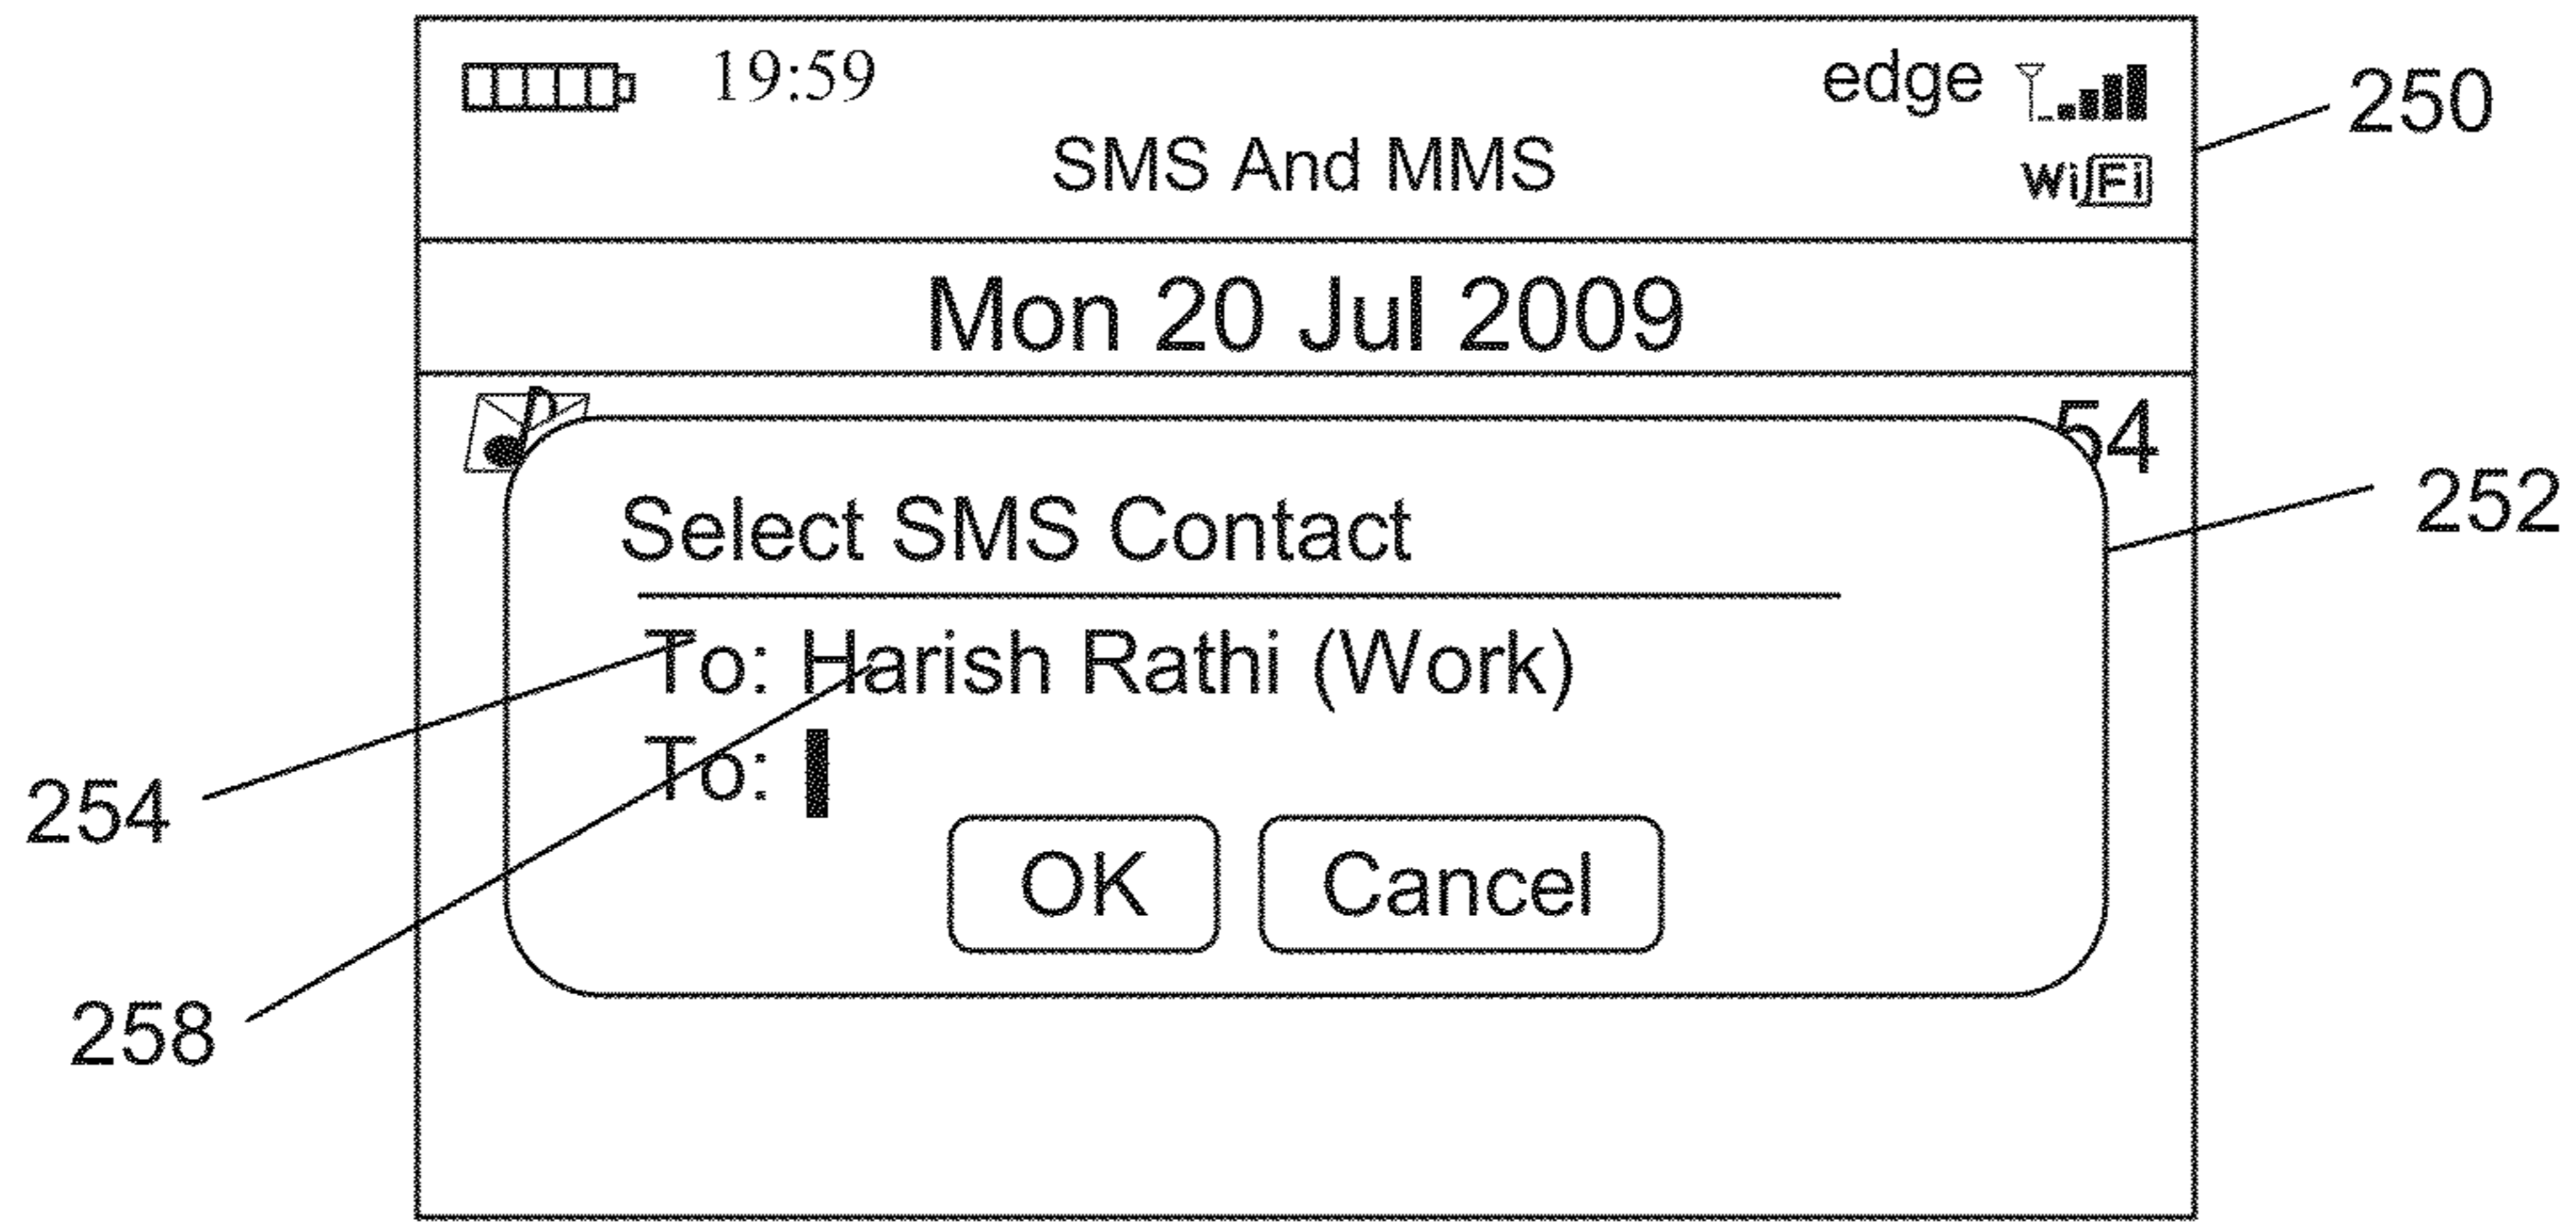 19:59 edge
250
SMS And MMS
WiFi
Mon 20 Jul 2009
54
Select SMS Contact
252
To: Harish Rathi (Work)
To:
254
OK Cancel
258